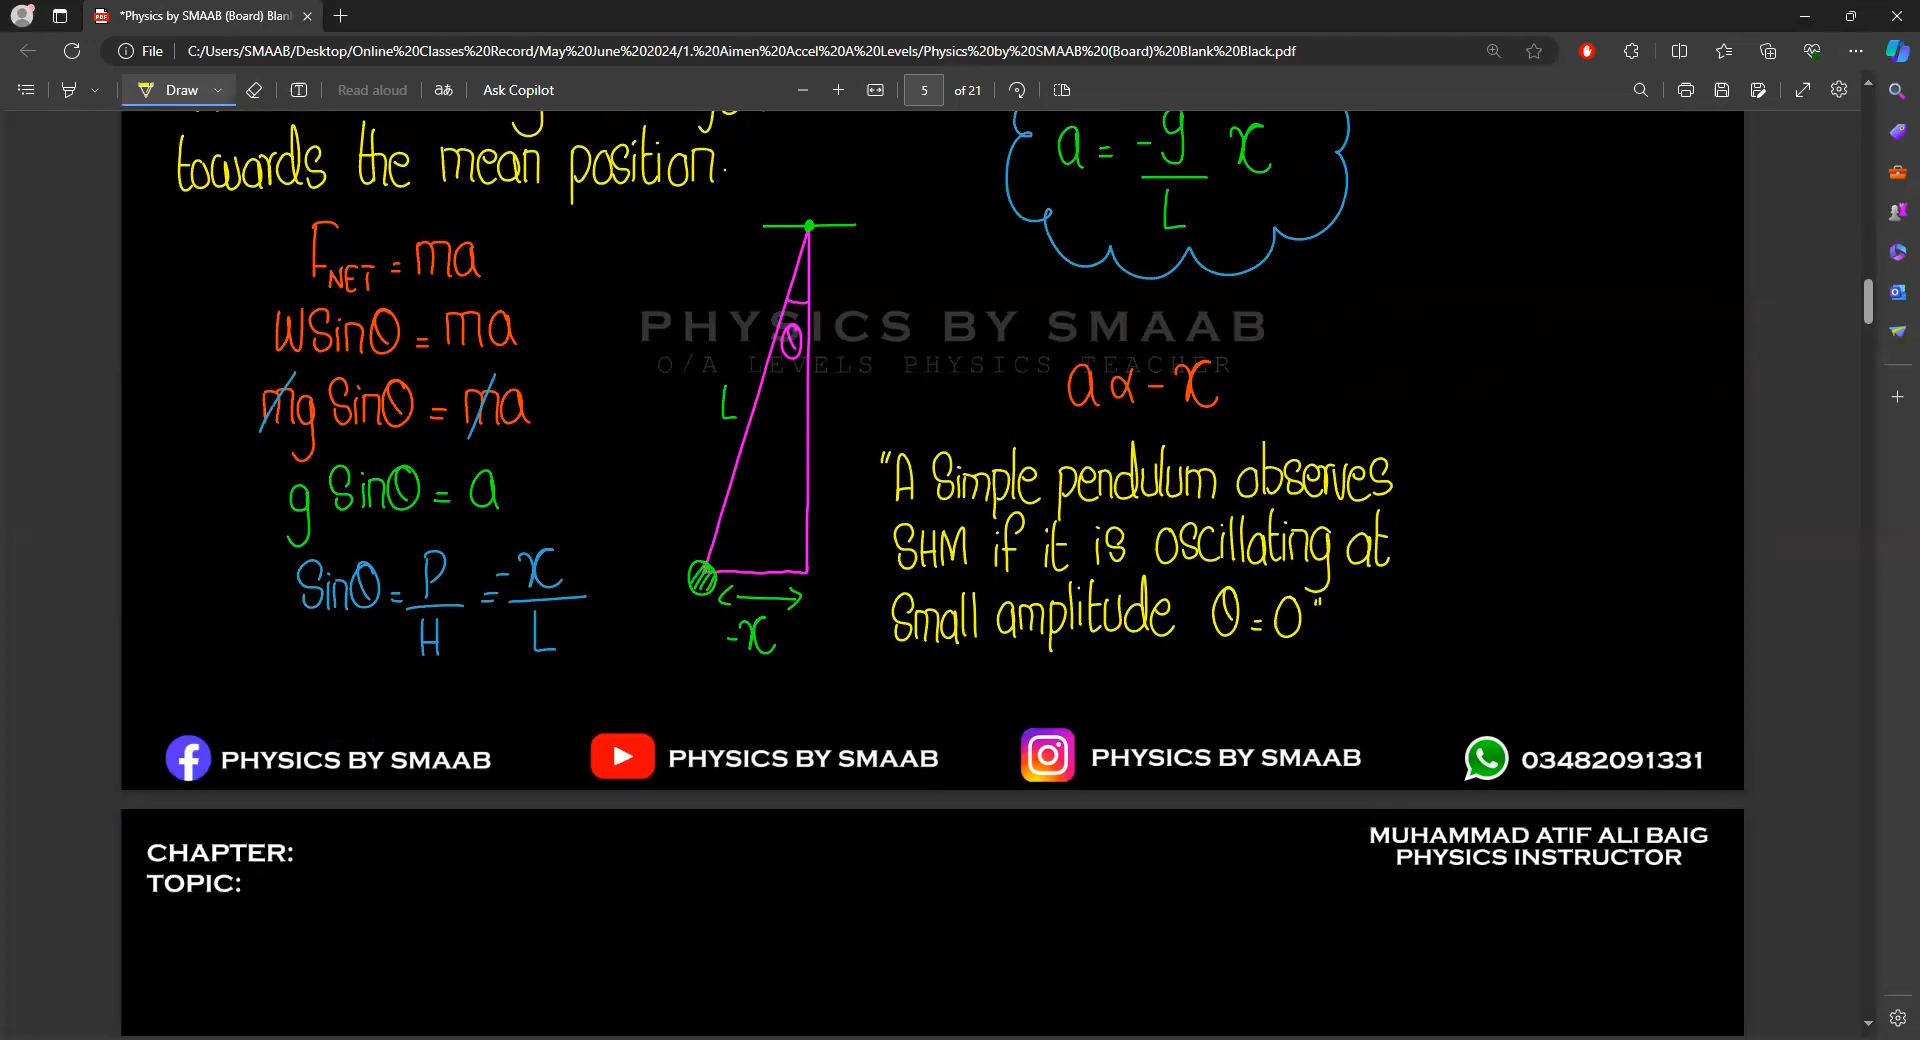 *Physics by SMAAB (Board) Blan
File
C:/Users/SMAAB/Desktop/Online%20Classes%20Record/May%20June%202024/1.%20Aimen%20Accel%20A%20Levels/Physics%20by%20SMAAB%20(Board)%20Blank%20Black.pdf
Draw
Read aloud
aあ
Ask Copilot
5 of 21
towards the mean position.
F_NET = ma
WSinθ = ma
mg Sinθ = ma
g Sinθ = a
Sinθ = P/H = -x/L
θ
L
-x
a = -g/L x
PHYSICS BY SMAAB
O/A LEVELS PHYSICS TEACHER
a α - x
"A Simple pendulum observes
SHM if it is oscillating at
Small amplitude θ = 0"
PHYSICS BY SMAAB
PHYSICS BY SMAAB
PHYSICS BY SMAAB
03482091331
CHAPTER:
TOPIC:
MUHAMMAD ATIF ALI BAIG
PHYSICS INSTRUCTOR